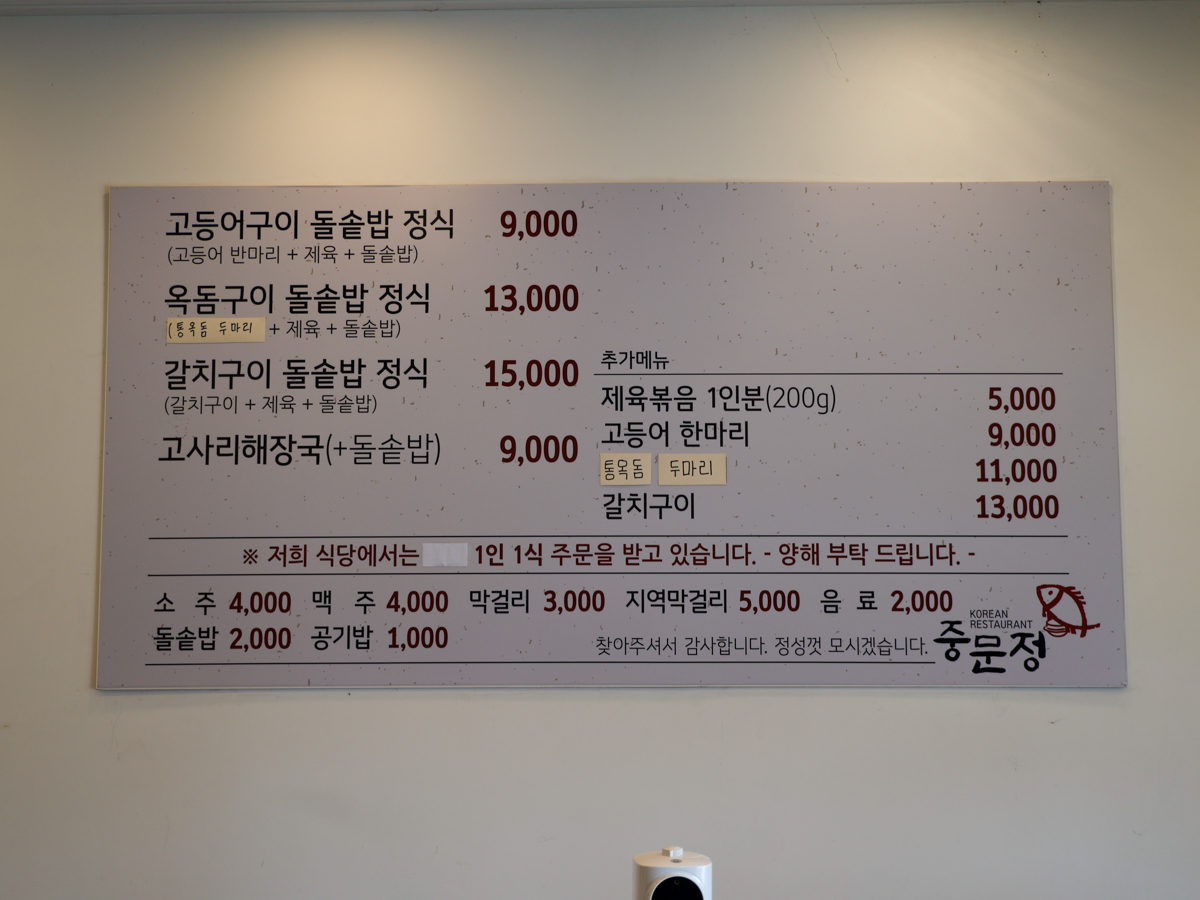 고등어구이 돌솥밥 정식 9,000
(고등어 반마리 + 제육 + 돌솥밥)
옥돔구이 돌솥밥 정식 13,000
(통옥돔 두마리 + 제육 + 돌솥밥)
갈치구이 돌솥밥 정식 15,000
(갈치구이 + 제육 + 돌솥밥)
고사리해장국(+돌솥밥) 9,000
추가메뉴
제육볶음 1인분(200g) 5,000
고등어 한마리 9,000
통옥돔 두마리 11,000
갈치구이 13,000
※ 저희 식당에서는 1인 1식 주문을 받고 있습니다. - 양해 부탁 드립니다. -
소 주 4,000 맥 주 4,000 막걸리 3,000 지역막걸리 5,000 음 료 2,000
돌솥밥 2,000 공기밥 1,000
찾아주셔서 감사합니다. 정성껏 모시겠습니다.
KOREAN
RESTAURANT
중문정